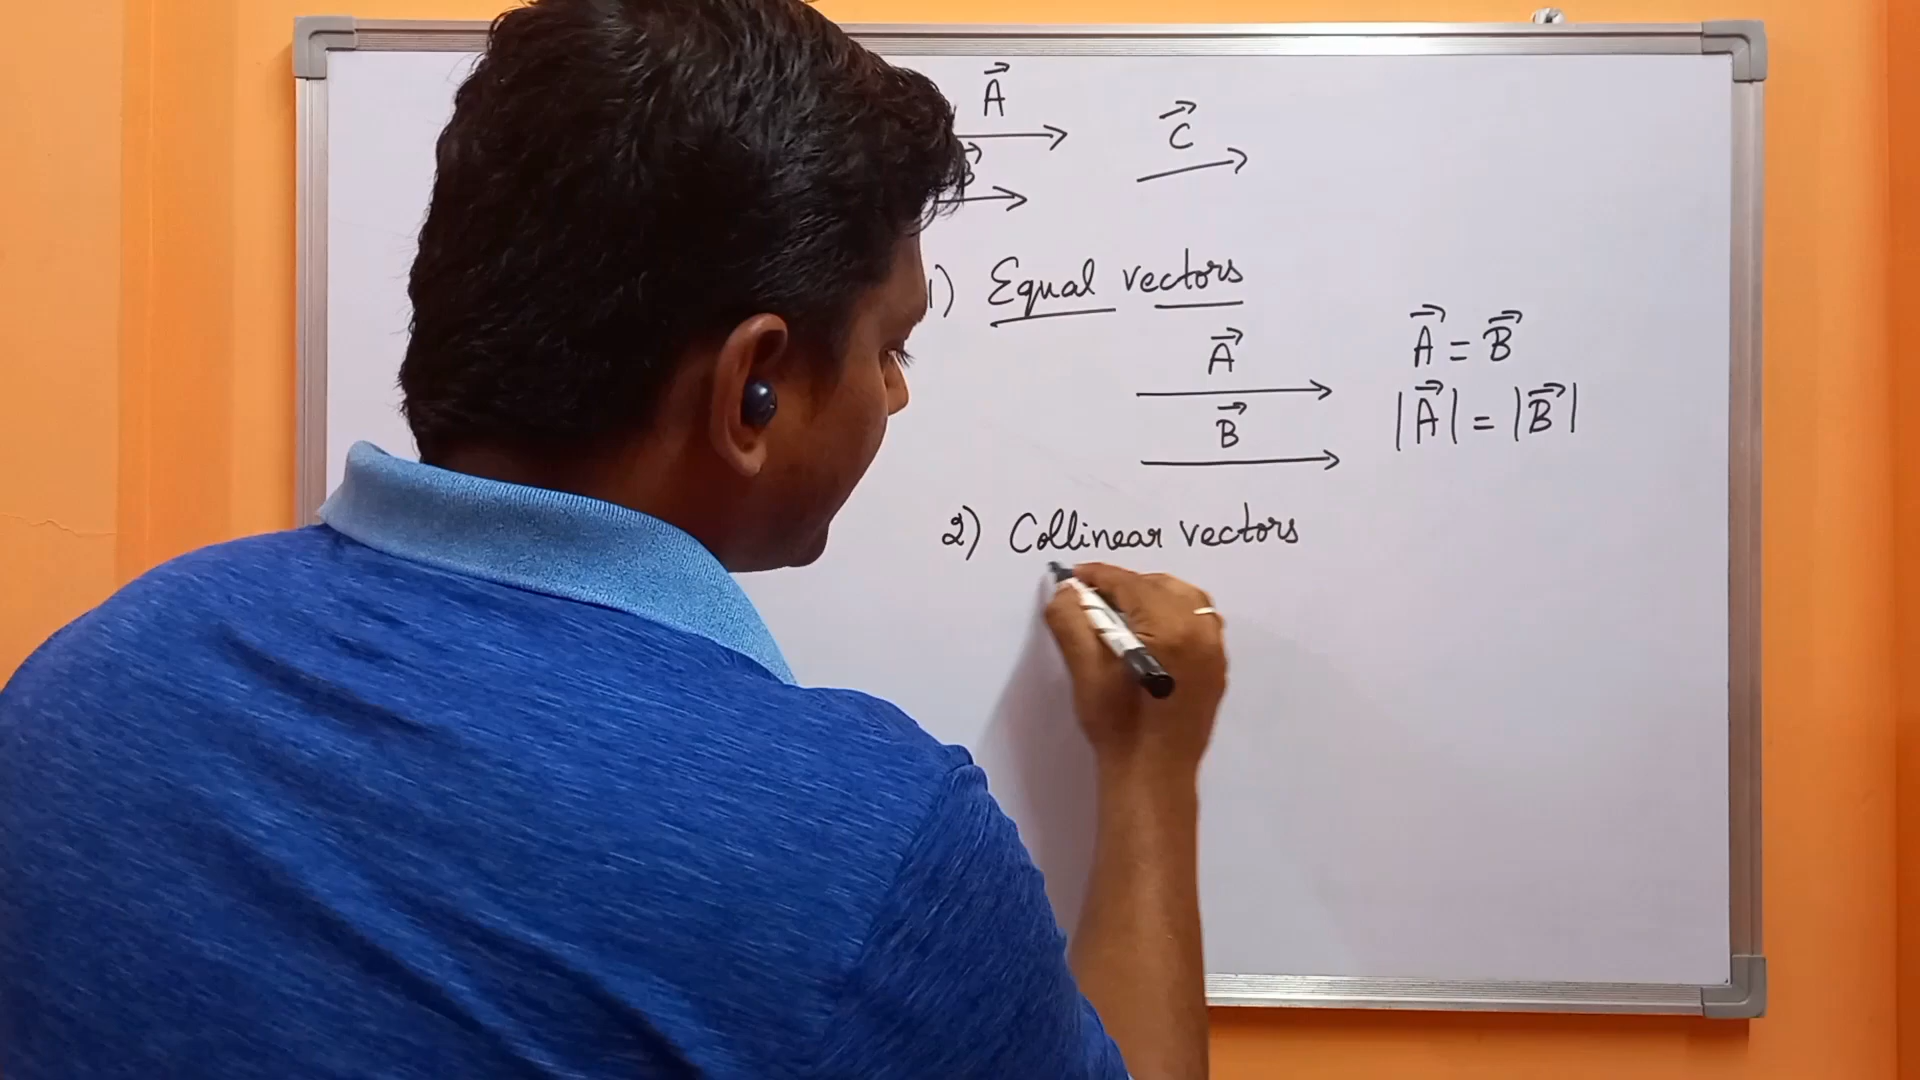 A⃗
C⃗
B⃗
1) Equal vectors
A⃗
A⃗ = B⃗
B⃗
|A⃗| = |B⃗|
2) Collinear vectors